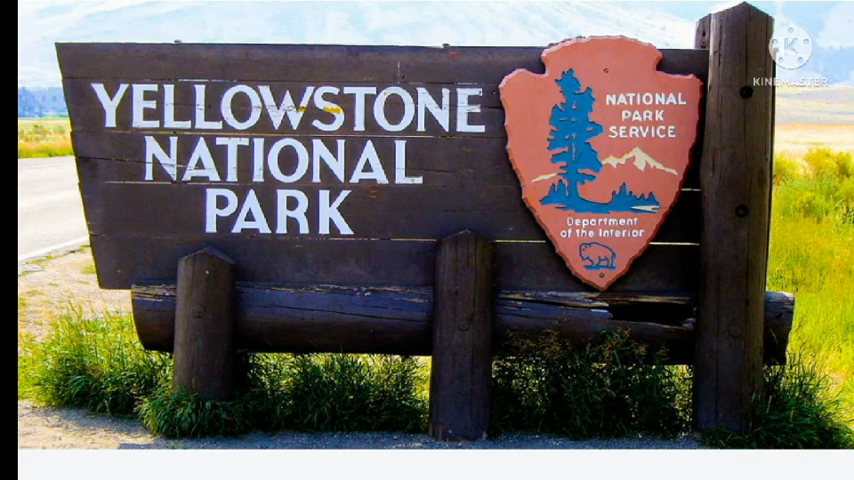 YELLOWSTONE
NATIONAL
PARK
NATIONAL
PARK
SERVICE
Department
of the Interior
K
KINEMASTER